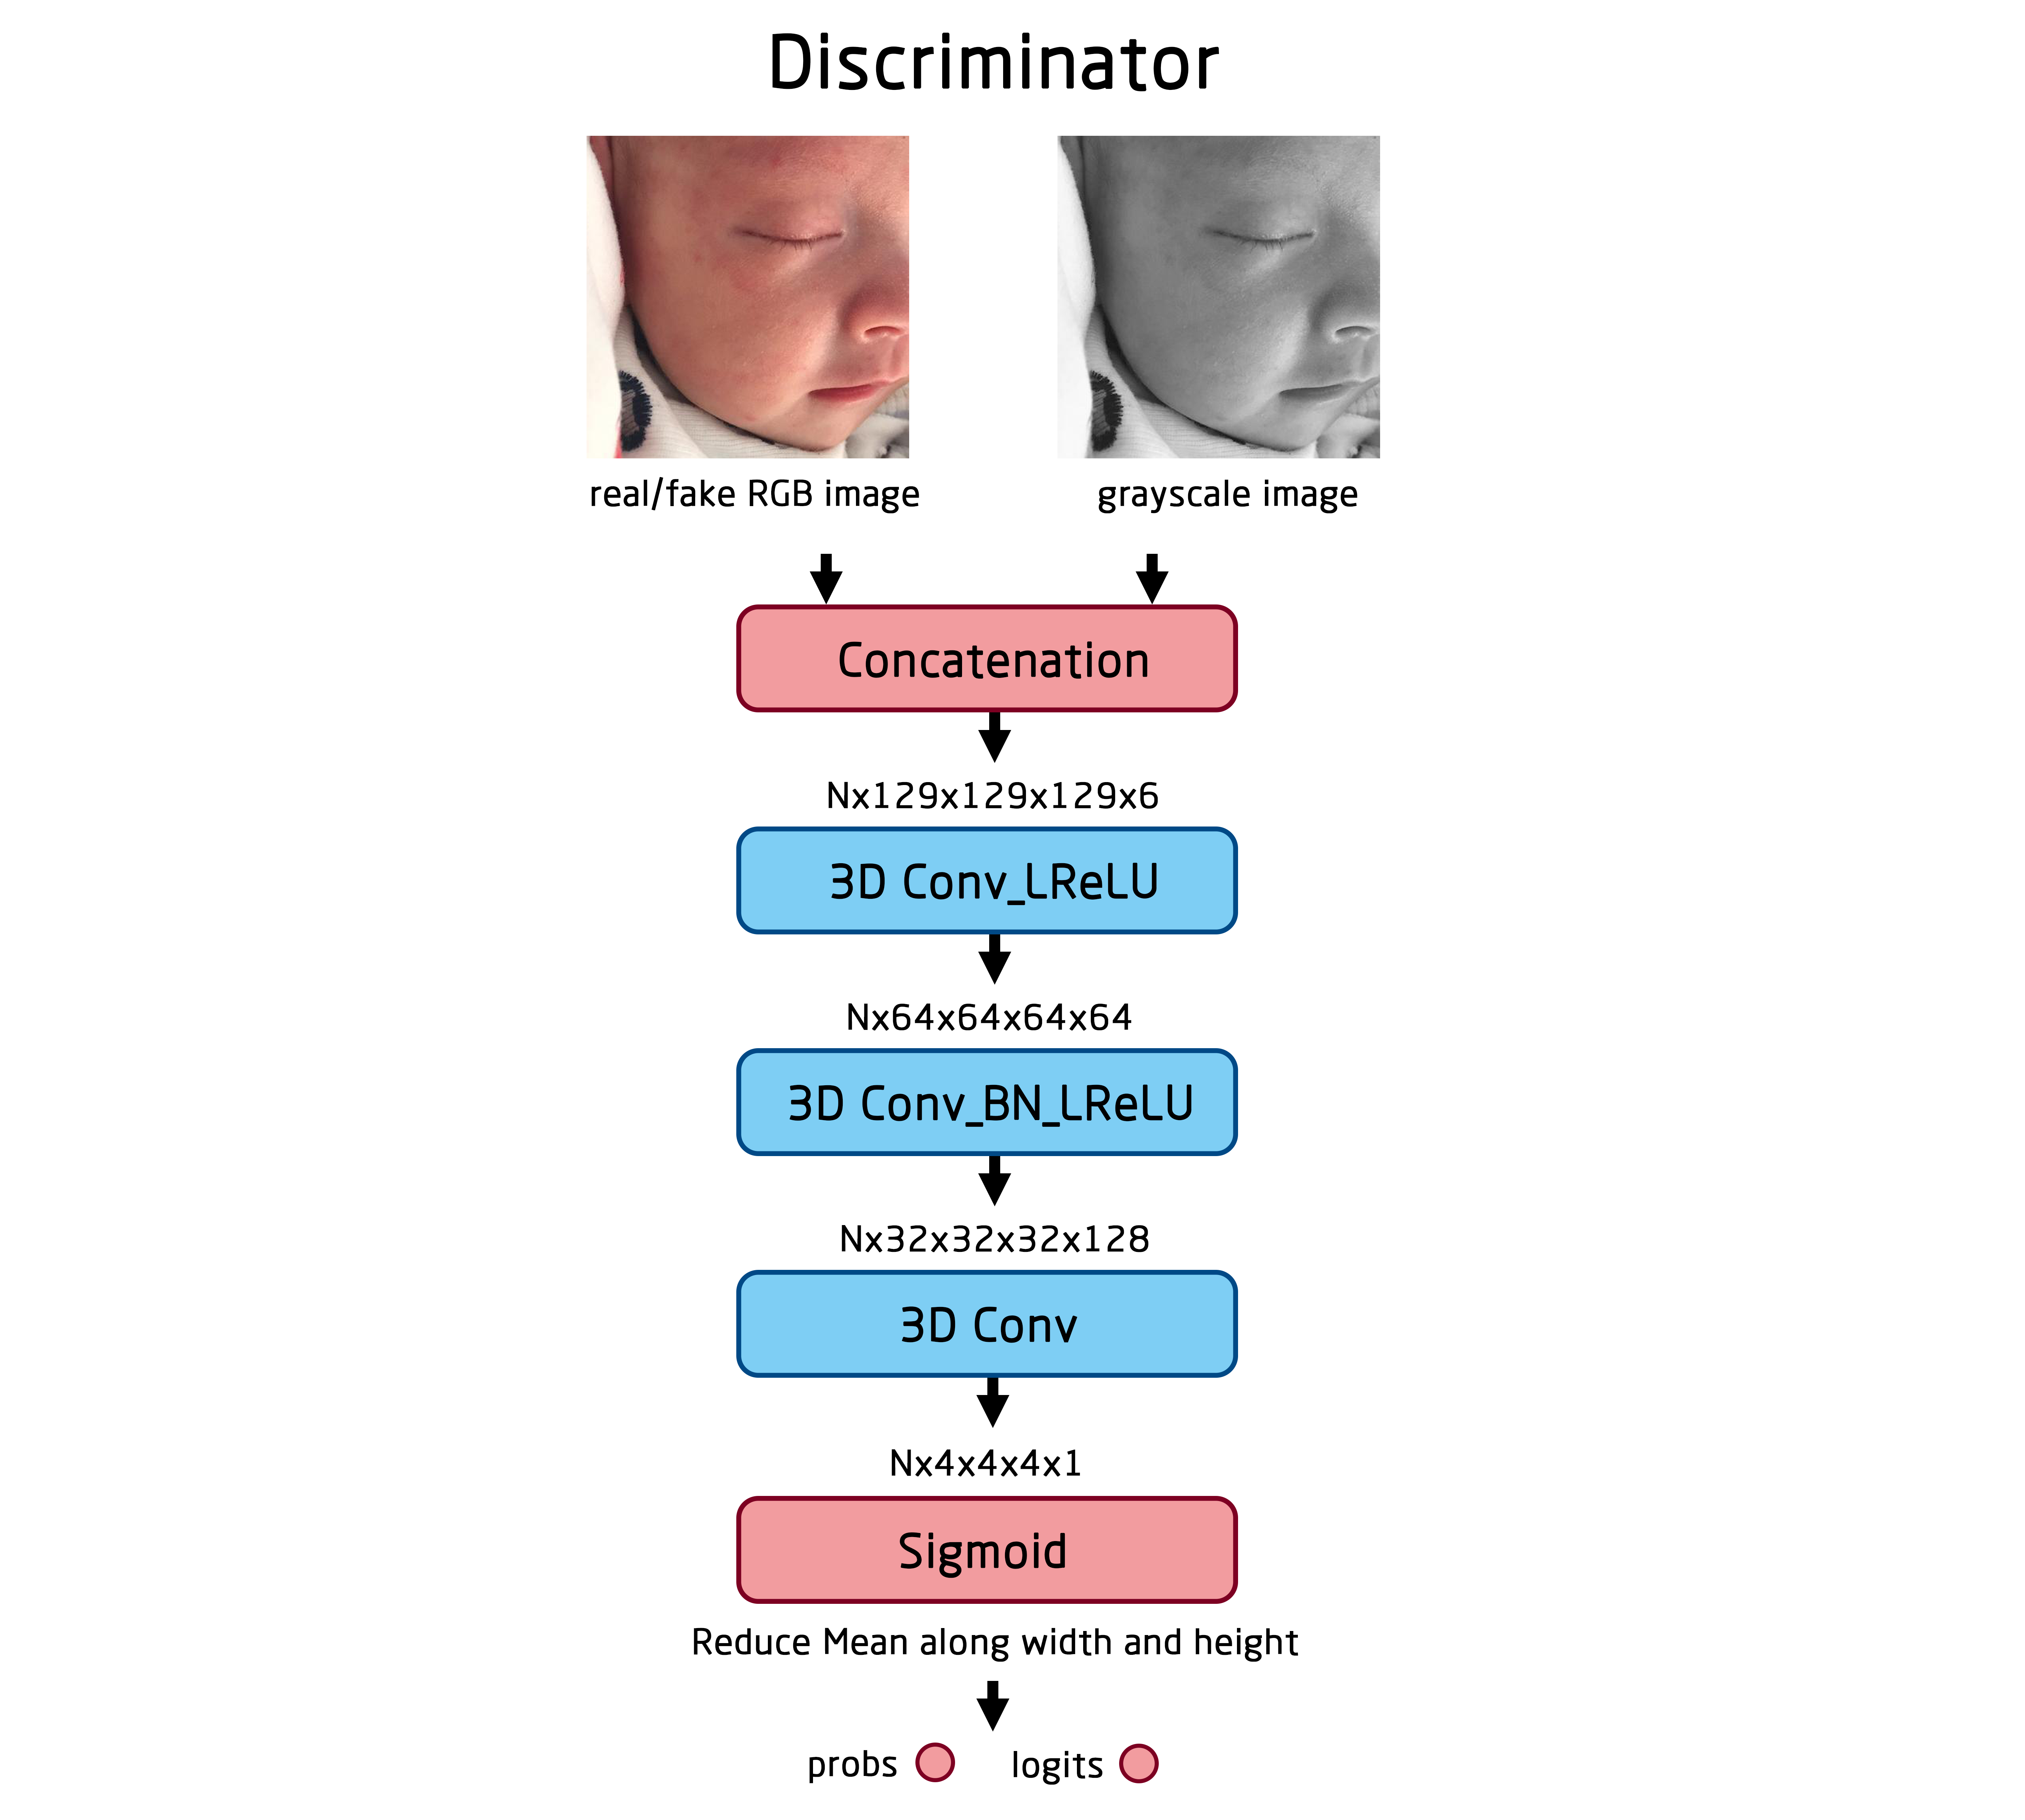 Discriminator
real/fake RGB image
grayscale image
Concatenation
Nx129x129x129x6
3D Conv_LReLU
Nx64x64x64x64
3D Conv_BN_LReLU
Nx32x32x32x128
3D Conv
Nx4x4x4x1
Sigmoid
Reduce Mean along width and height
probs
logits